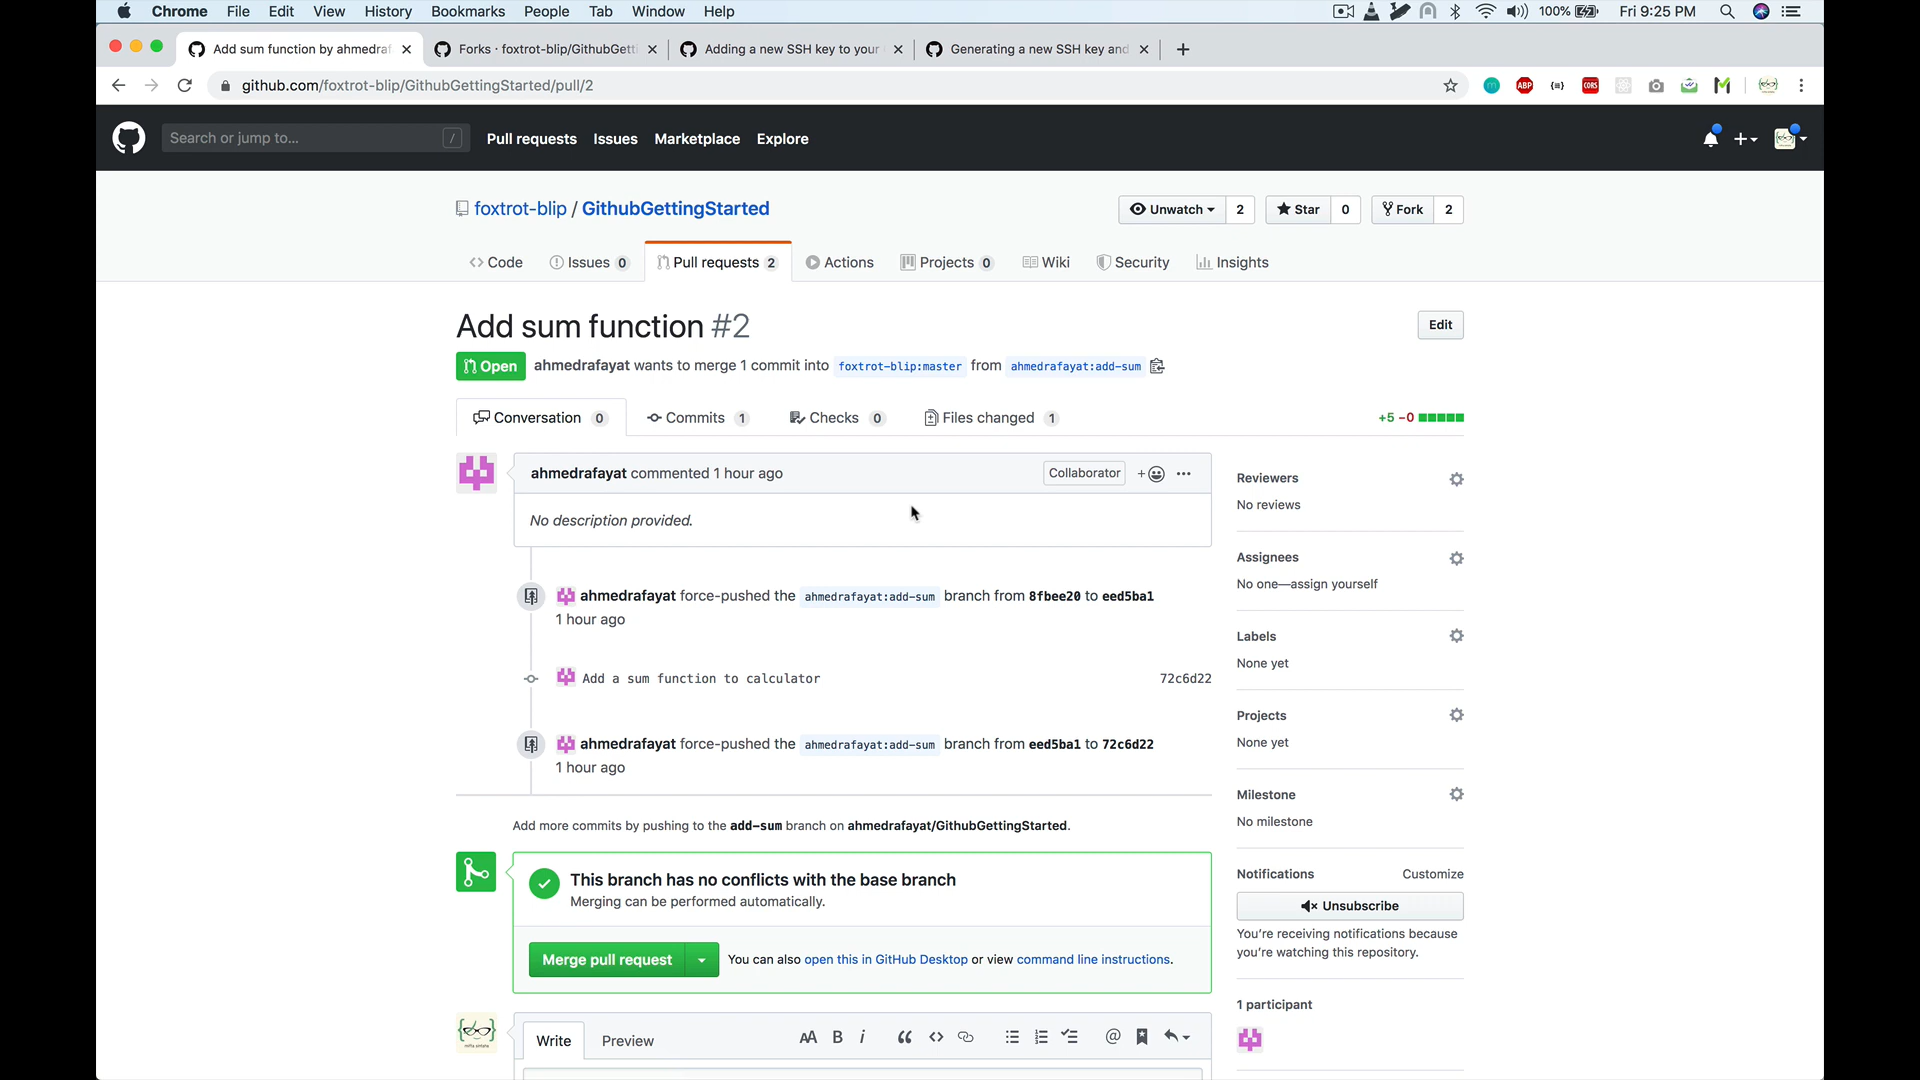 Chrome File Edit View History Bookmarks People Tab Window Help 100% Fri 9:25 PM
Add sum function by ahmedraf Forks · foxtrot-blip/GithubGetti Adding a new SSH key to your Generating a new SSH key and
github.com/foxtrot-blip/GithubGettingStarted/pull/2 ABP CORS
Search or jump to... / Pull requests Issues Marketplace Explore
foxtrot-blip / GithubGettingStarted Unwatch 2 Star 0 Fork 2
Code Issues 0 Pull requests 2 Actions Projects 0 Wiki Security Insights
Add sum function #2 Edit
Open ahmedrafayat wants to merge 1 commit into foxtrot-blip:master from ahmedrafayat:add-sum
Conversation 0 Commits 1 Checks 0 Files changed 1 +5 −0
ahmedrafayat commented 1 hour ago Collaborator
No description provided.
ahmedrafayat force-pushed the ahmedrafayat:add-sum branch from 8fbee20 to eed5ba1
1 hour ago
Add a sum function to calculator 72c6d22
ahmedrafayat force-pushed the ahmedrafayat:add-sum branch from eed5ba1 to 72c6d22
1 hour ago
Add more commits by pushing to the add-sum branch on ahmedrafayat/GithubGettingStarted.
This branch has no conflicts with the base branch
Merging can be performed automatically.
Merge pull request You can also open this in GitHub Desktop or view command line instructions.
Write Preview AA B i
Reviewers
No reviews
Assignees
No one—assign yourself
Labels
None yet
Projects
None yet
Milestone
No milestone
Notifications Customize
Unsubscribe
You're receiving notifications because
you're watching this repository.
1 participant